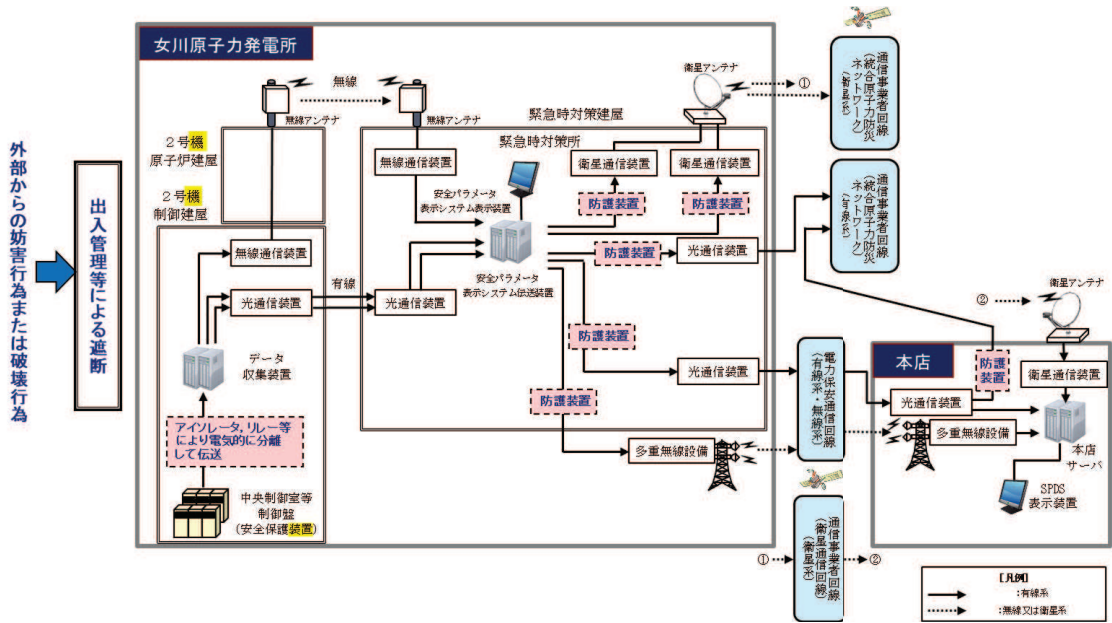 外部からの妨害行為または破壊行為
出入管理等による遮断
女川原子力発電所
無線
無線アンテナ
無線アンテナ
２号機
原子炉建屋
２号機
制御建屋
無線通信装置
光通信装置
有線
データ
収集装置
アイソレータ，リレー等
により電気的に分離
して伝送
中央制御室等
制御盤
(安全保護装置)
緊急時対策建屋
緊急時対策所
無線通信装置
安全パラメータ
表示システム表示装置
安全パラメータ
表示システム伝送装置
光通信装置
衛星アンテナ
衛星通信装置
衛星通信装置
防護装置
防護装置
防護装置
光通信装置
防護装置
光通信装置
防護装置
多重無線設備
①
通信事業者回線
(統合原子力防災
ネットワーク)
(衛星系)
通信事業者回線
(統合原子力防災
ネットワーク)
(有線系)
電力保安通信回線
(有線系・無線系)
①
通信事業者回線
(衛星通信回線)
(衛星系)
②
②
衛星アンテナ
本店
防護
装置
衛星通信装置
光通信装置
多重無線設備
本店
サーバ
SPDS
表示装置
【凡例】
：有線系
：無線又は衛星系